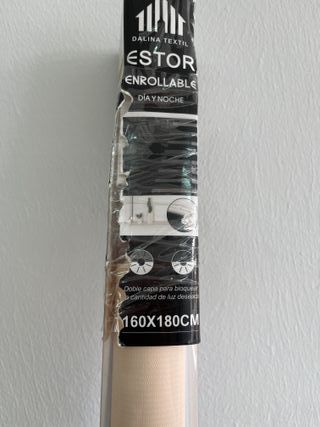 DALINA TEXTIL
ESTOR
ENROLLABLE
DÍA Y NOCHE
Doble capa para bloquear
la cantidad de luz deseada
160X180CM